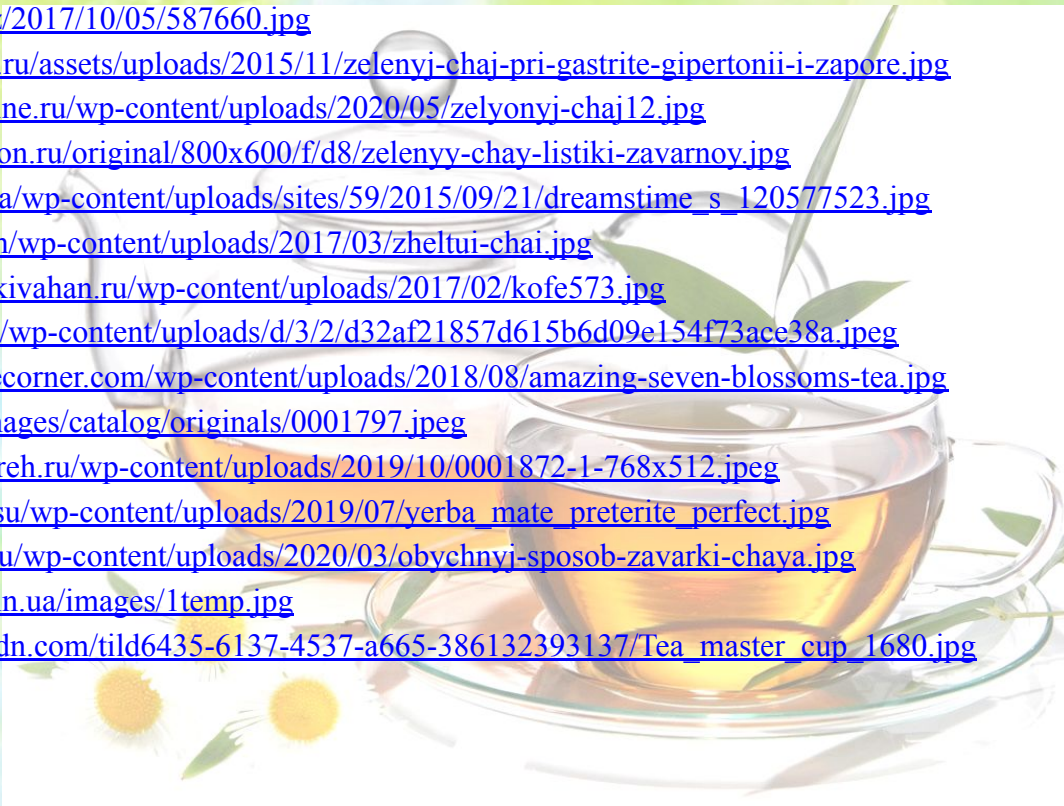 /2017/10/05/587660.jpg
.ru/assets/uploads/2015/11/zelenyj-chaj-pri-gastrite-gipertonii-i-zapore.jpg
ne.ru/wp-content/uploads/2020/05/zelyonyj-chaj12.jpg
on.ru/original/800x600/f/d8/zelenyy-chay-listiki-zavarnoy.jpg
a/wp-content/uploads/sites/59/2015/09/21/dreamstime_s_120577523.jpg
/wp-content/uploads/2017/03/zheltui-chai.jpg
kivahan.ru/wp-content/uploads/2017/02/kofe573.jpg
/wp-content/uploads/d/3/2/d32af21857d615b6d09e154f73ace38a.jpeg
ecorner.com/wp-content/uploads/2018/08/amazing-seven-blossoms-tea.jpg
ages/catalog/originals/0001797.jpeg
reh.ru/wp-content/uploads/2019/10/0001872-1-768x512.jpeg
su/wp-content/uploads/2019/07/yerba_mate_preterite_perfect.jpg
u/wp-content/uploads/2020/03/obychnyj-sposob-zavarki-chaya.jpg
n.ua/images/1temp.jpg
dn.com/tild6435-6137-4537-a665-386132393137/Tea_master_cup_1680.jpg